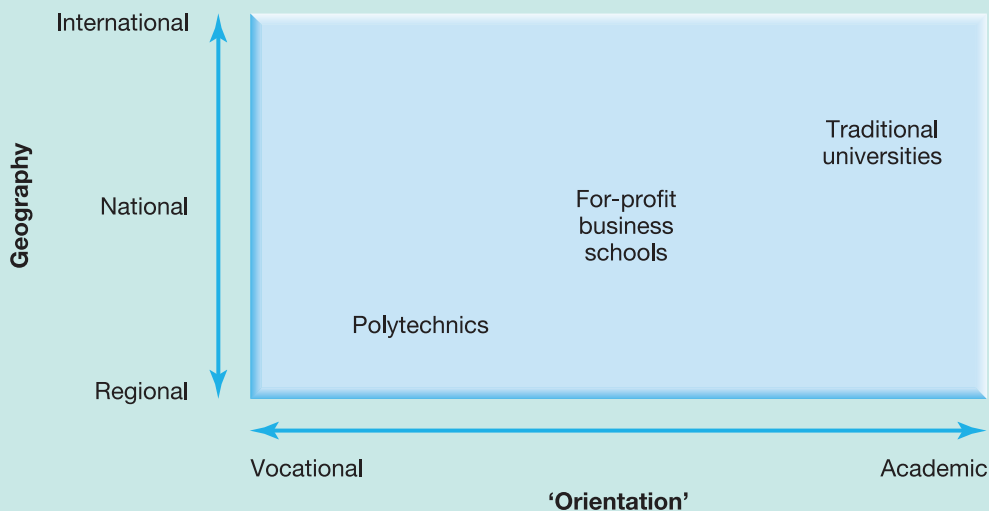 International
Traditional
universities
Geography
National
For-profit
business
schools
Polytechnics
Regional
Vocational
Academic
‘Orientation’